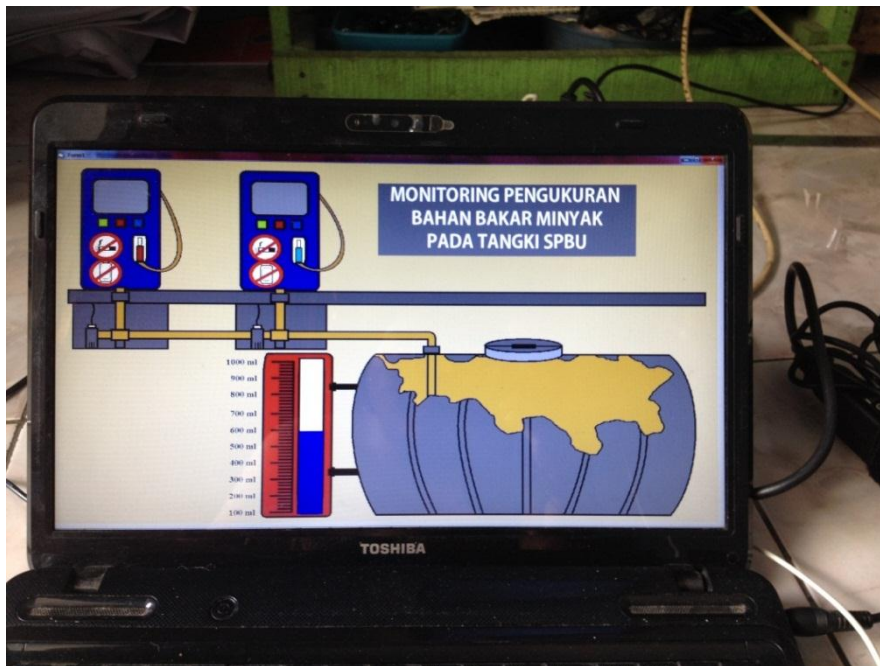 MONITORING PENGUKURAN
BAHAN BAKAR MINYAK
PADA TANGKI SPBU
1000 ml
900 ml
800 ml
700 ml
600 ml
500 ml
400 ml
300 ml
200 ml
100 ml
TOSHIBA